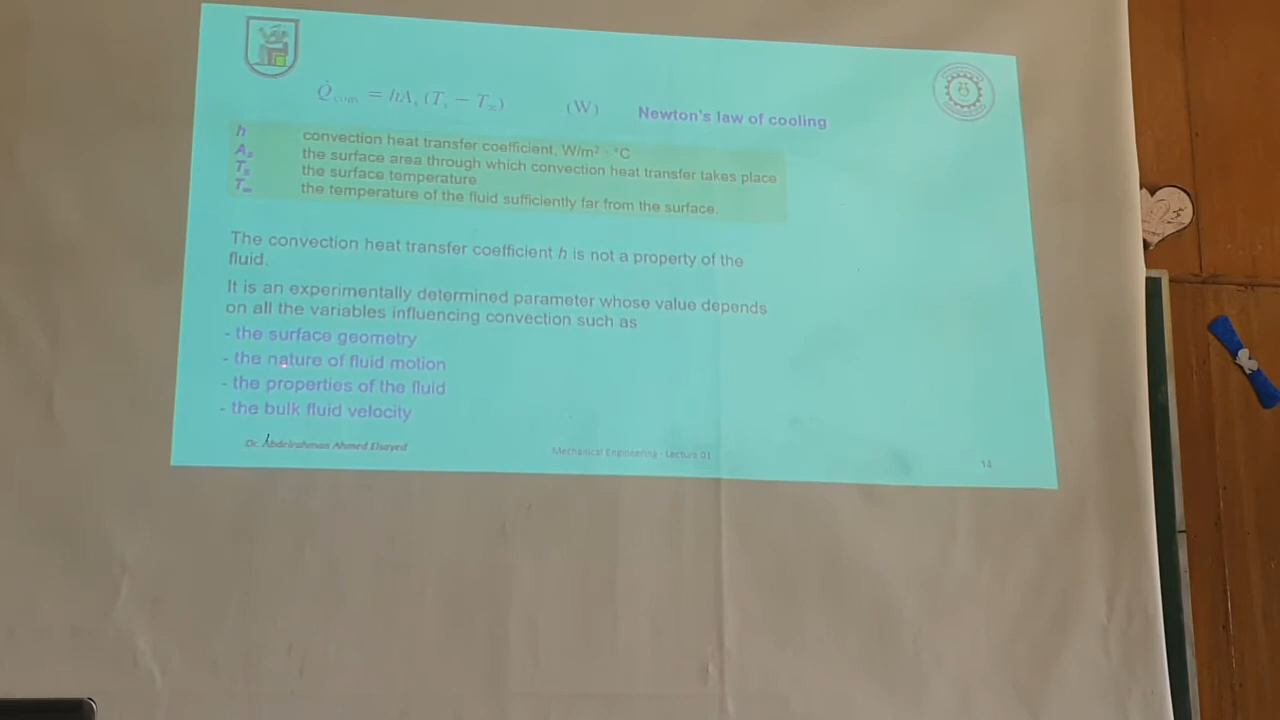 Q̇conv = hAs (Ts − T∞) (W) Newton's law of cooling
h convection heat transfer coefficient, W/m² · °C
As the surface area through which convection heat transfer takes place
Ts the surface temperature
T∞ the temperature of the fluid sufficiently far from the surface.
The convection heat transfer coefficient h is not a property of the
fluid.
It is an experimentally determined parameter whose value depends
on all the variables influencing convection such as
- the surface geometry
- the nature of fluid motion
- the properties of the fluid
- the bulk fluid velocity
Dr. Abdelrahman Ahmed Elsayed Mechanical Engineering - Lecture 01 14